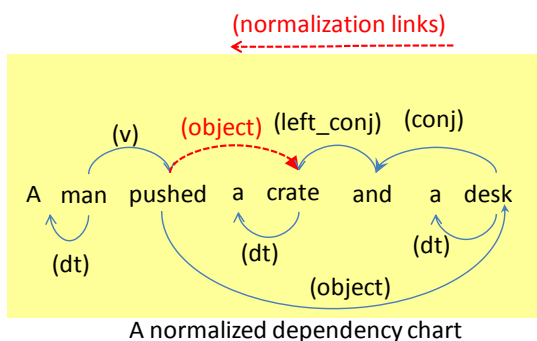 (normalization links)
(v) (object) (left_conj) (conj)
A man pushed a crate and a desk
(dt) (dt) (dt)
(object)
A normalized dependency chart